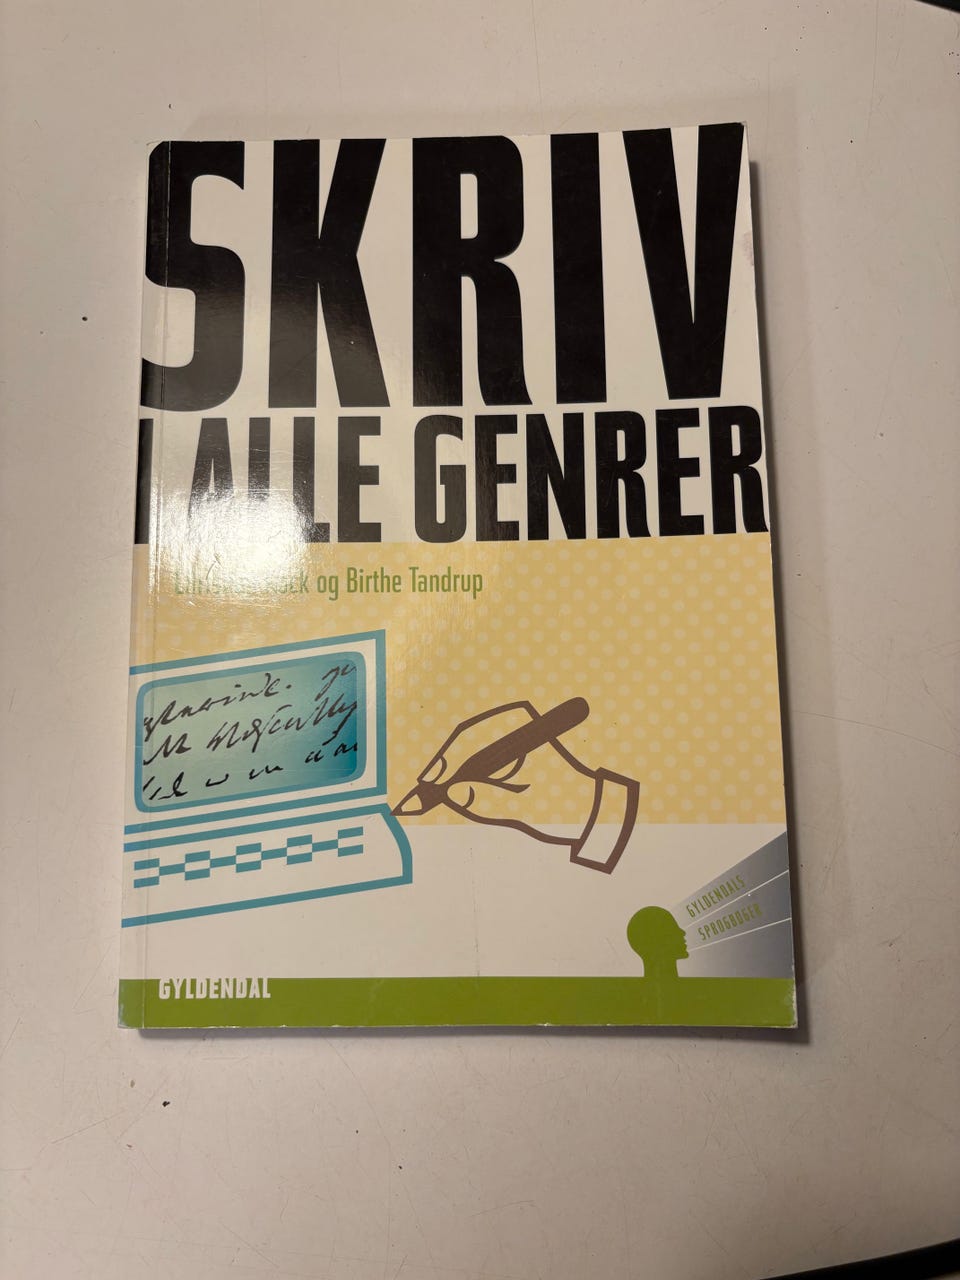 SKRIV
I ALLE GENRER
og Birthe Tandrup
GYLDENDALS
SPROGBØGER
GYLDENDAL